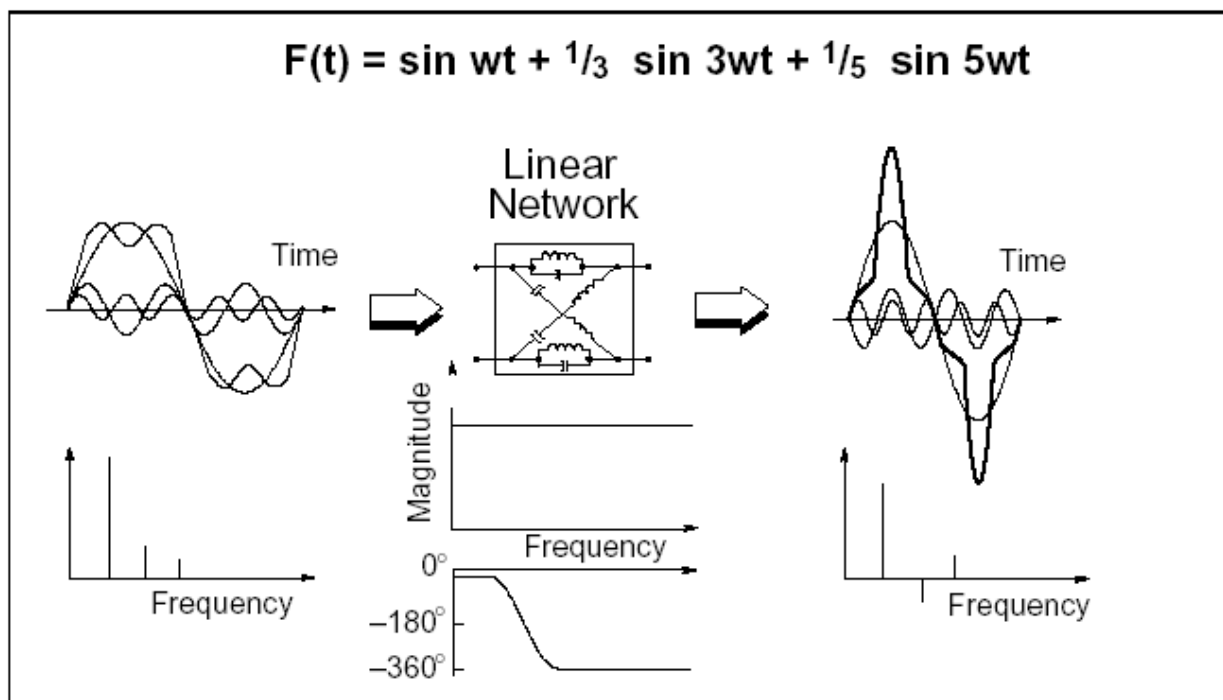 F(t) = sin wt + 1/3 sin 3wt + 1/5 sin 5wt
Linear
Network
Time
Time
Magnitude
Frequency
Frequency
Frequency
0°
–180°
–360°